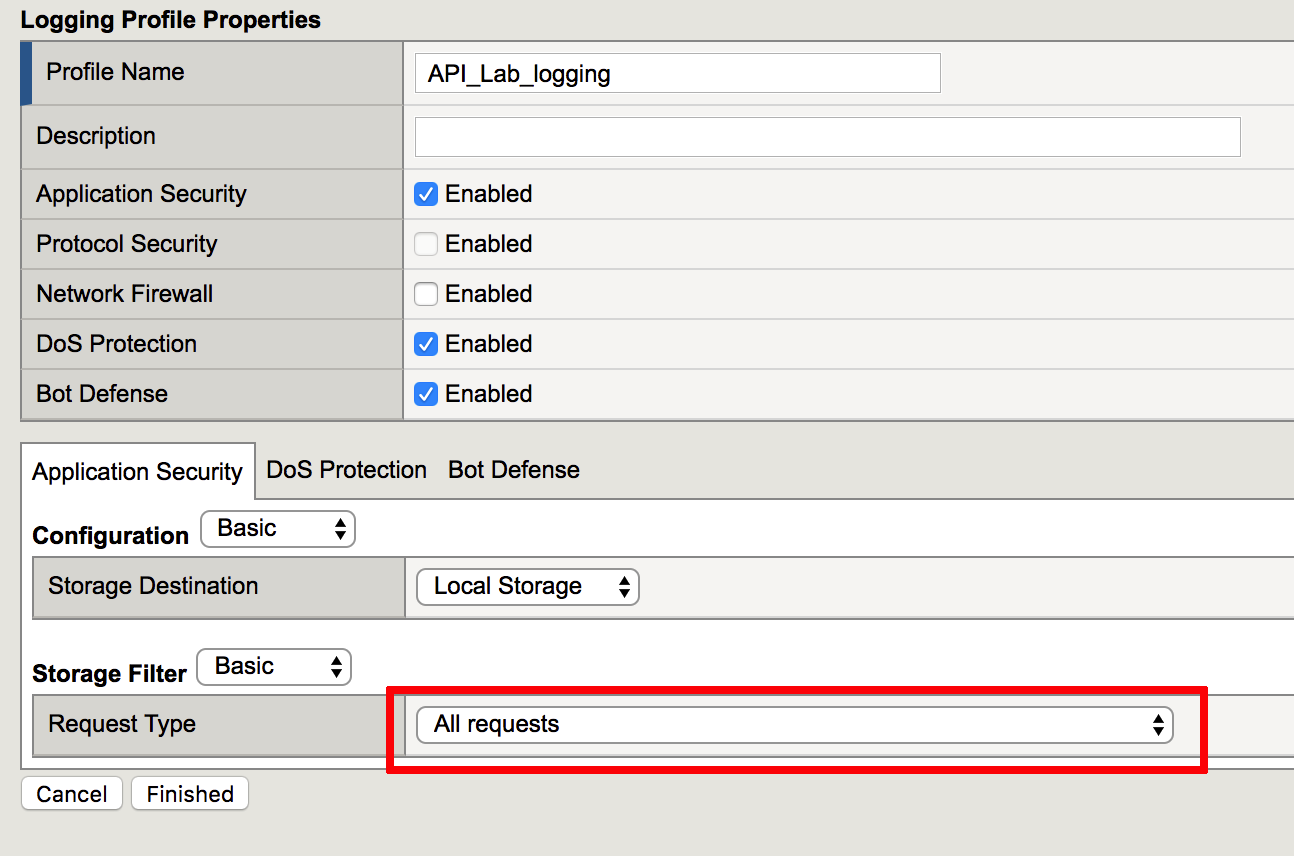 Logging Profile Properties
Profile Name API_Lab_logging
Description
Application Security Enabled
Protocol Security Enabled
Network Firewall Enabled
DoS Protection Enabled
Bot Defense Enabled
Application Security DoS Protection Bot Defense
Configuration Basic
Storage Destination Local Storage
Storage Filter Basic
Request Type All requests
Cancel Finished